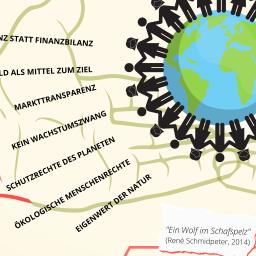 NZ STATT FINANZBILANZ
LD ALS MITTEL ZUM ZIEL
MARKTTRANSPARENZ
KEIN WACHSTUMSZWANG
SCHUTZRECHTE DES PLANETEN
ÖKOLOGISCHE MENSCHENRECHTE
EIGENWERT DER NATUR
"Ein Wolf im Schafspelz"
(René Schmidpeter, 2014)